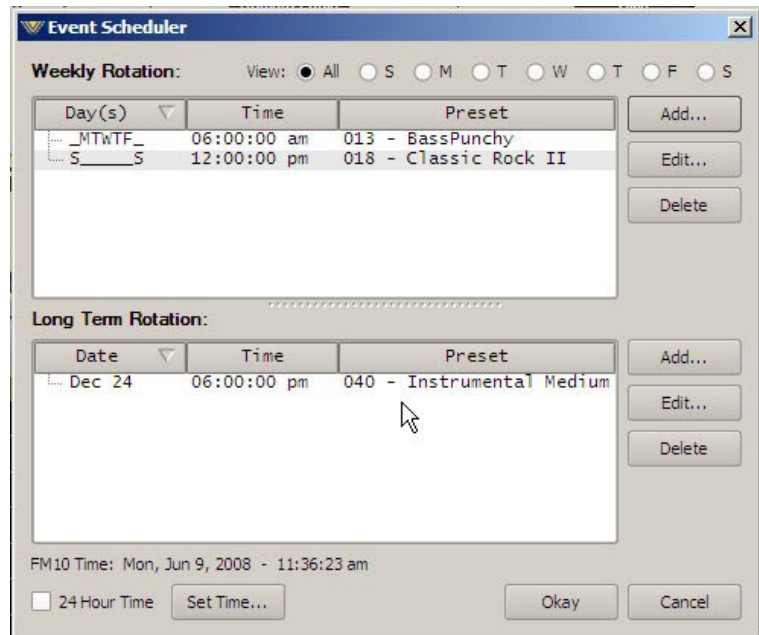 Event Scheduler
Weekly Rotation: View: All S M T W T F S
Day(s) Time Preset
_MTWTF_ 06:00:00 am 013 - BassPunchy
S_____S 12:00:00 pm 018 - Classic Rock II
Add...
Edit...
Delete
Long Term Rotation:
Date Time Preset
Dec 24 06:00:00 pm 040 - Instrumental Medium
Add...
Edit...
Delete
FM10 Time: Mon, Jun 9, 2008 - 11:36:23 am
24 Hour Time Set Time... Okay Cancel